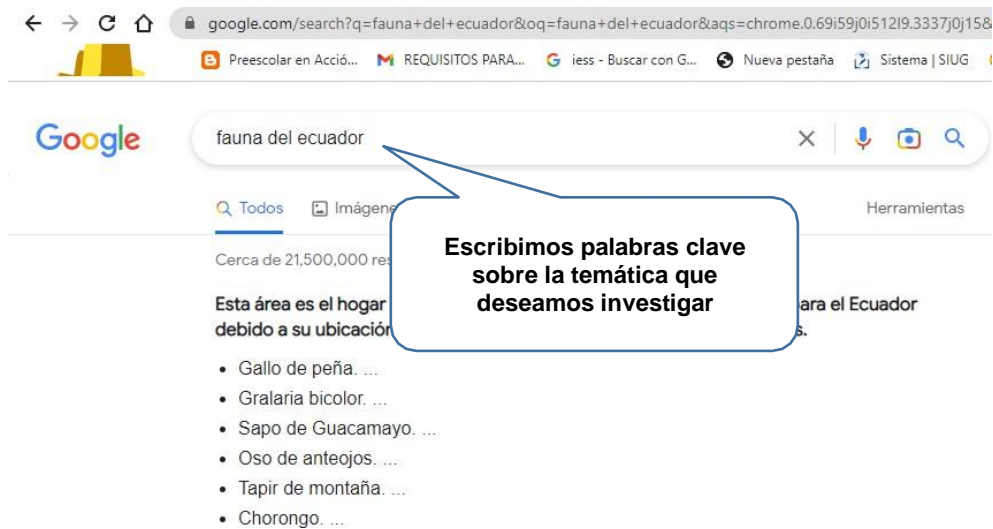 google.com/search?q=fauna+del+ecuador&oq=fauna+del+ecuador&aqs=chrome.0.69i59j0i512l9.3337j0j15&
Preescolar en Acció... REQUISITOS PARA... iess - Buscar con G... Nueva pestaña Sistema | SIUG
Google fauna del ecuador
Todos Imágene Herramientas
Cerca de 21,500,000 res
Escribimos palabras clave
sobre la temática que
deseamos investigar
Esta área es el hogar ara el Ecuador
debido a su ubicación s.
• Gallo de peña. ...
• Gralaria bicolor. ...
• Sapo de Guacamayo. ...
• Oso de anteojos. ...
• Tapir de montaña. ...
• Chorongo. ...